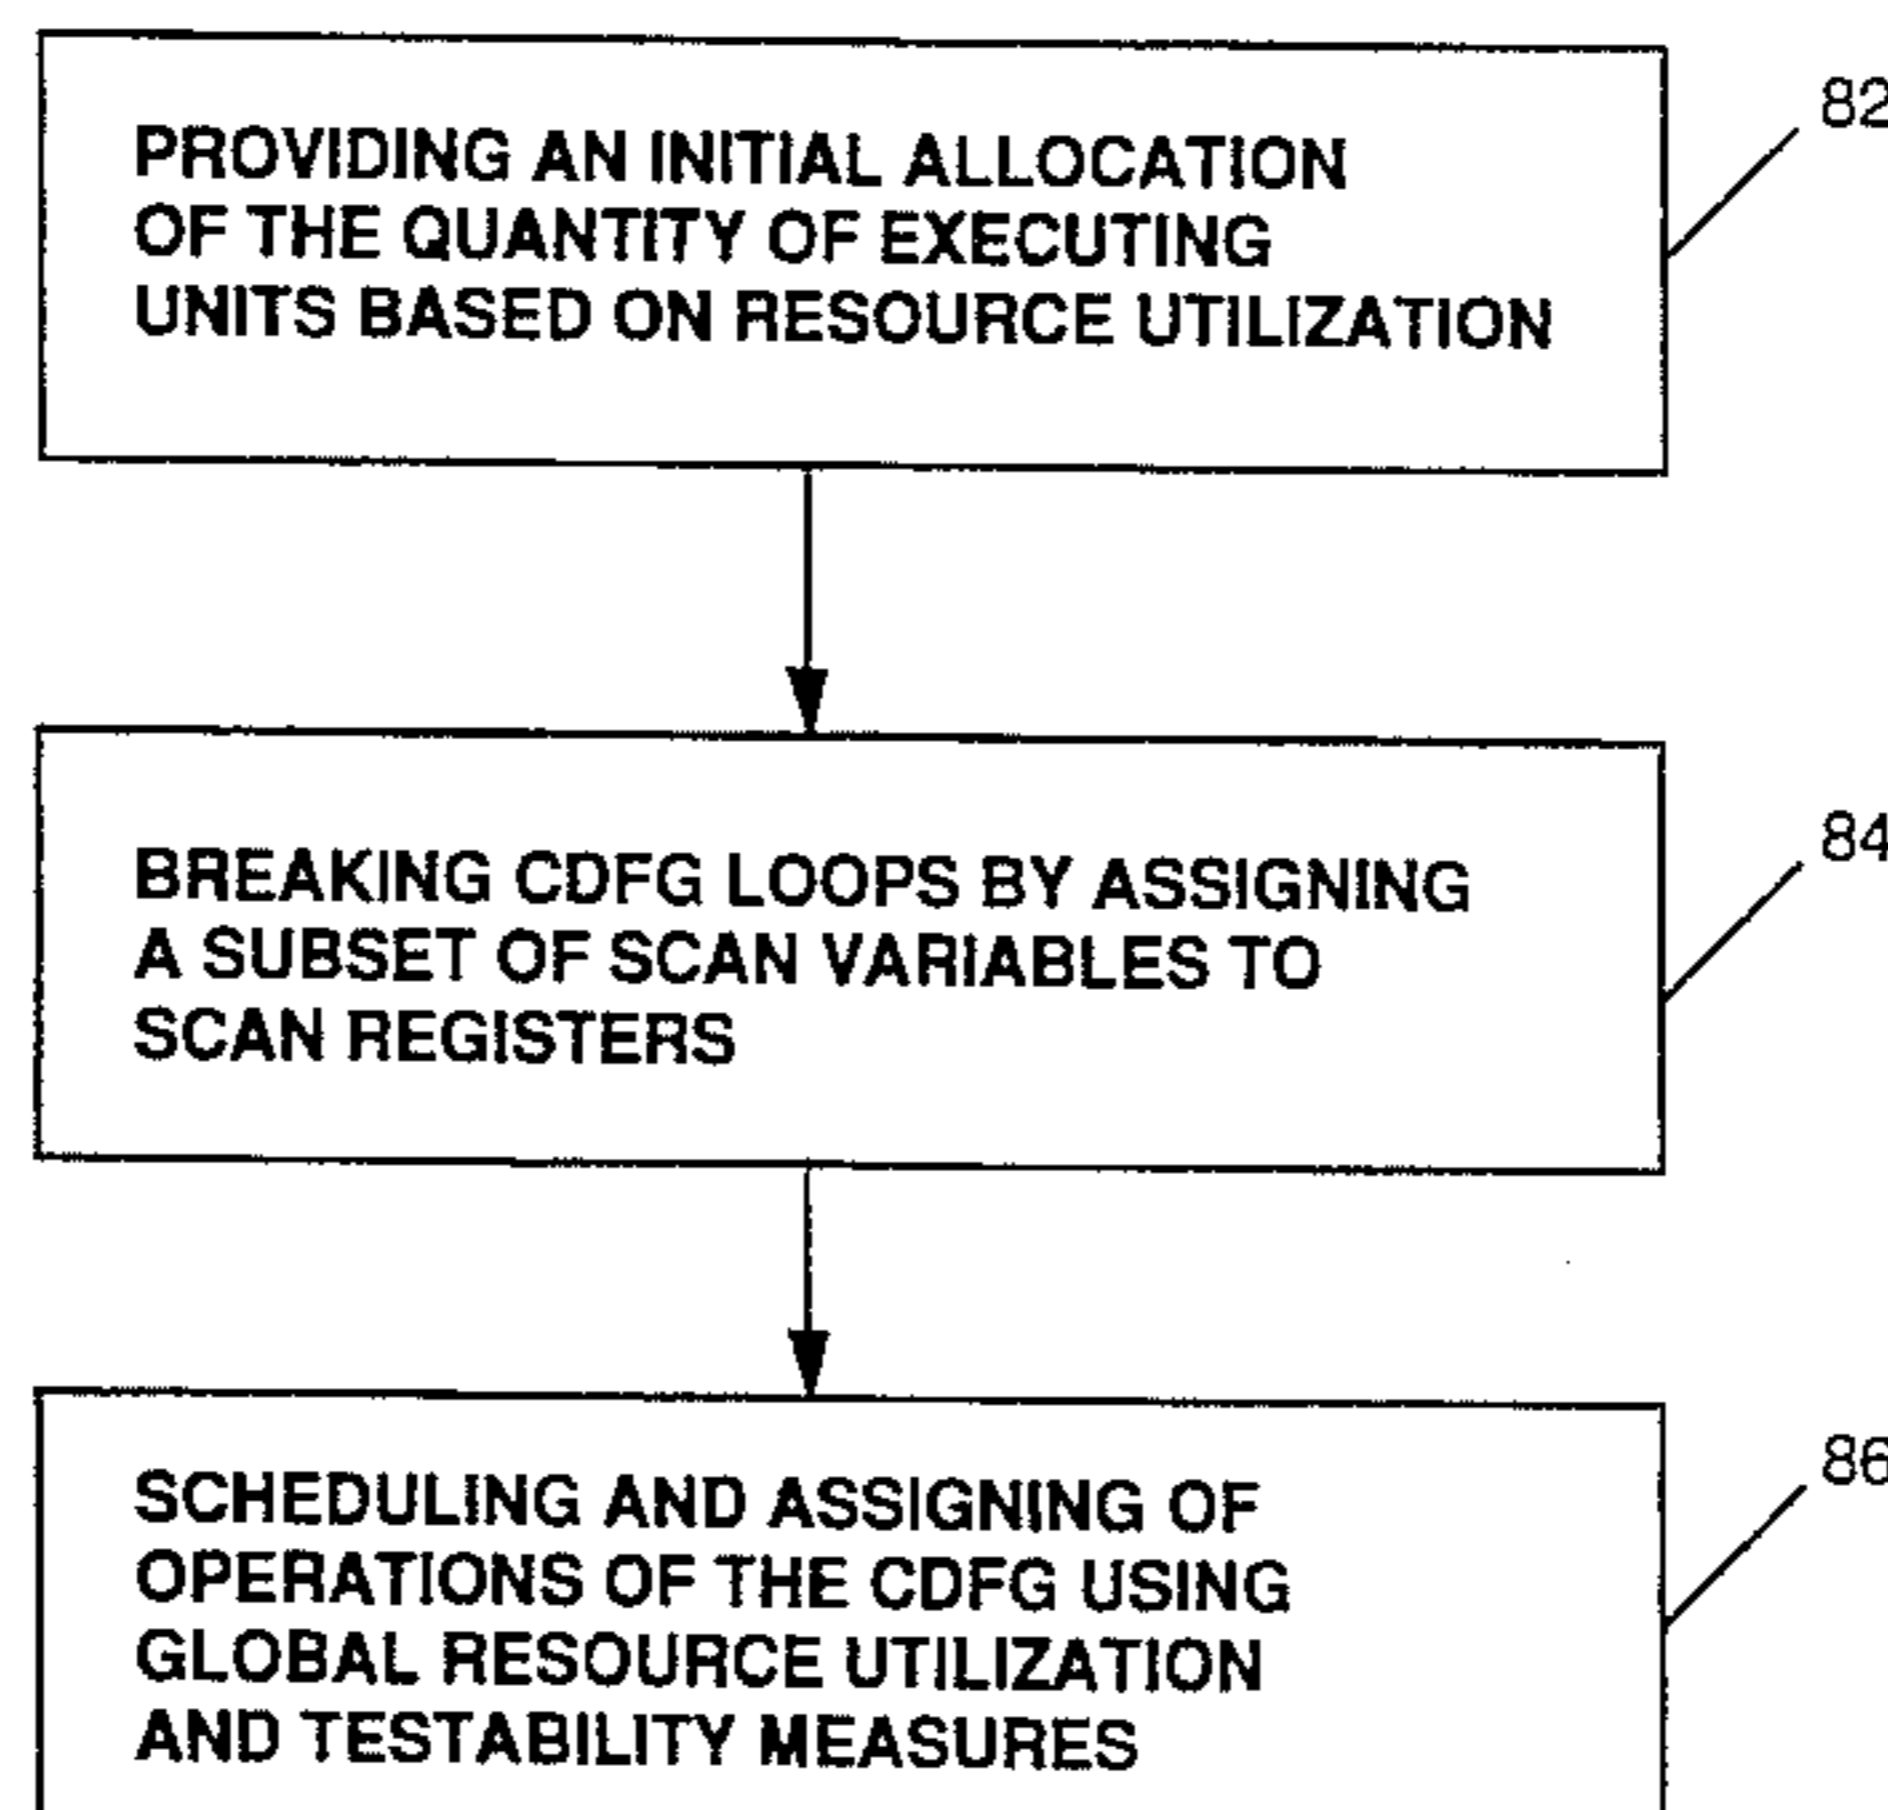 PROVIDING AN INITIAL ALLOCATION
OF THE QUANTITY OF EXECUTING
UNITS BASED ON RESOURCE UTILIZATION
82
BREAKING CDFG LOOPS BY ASSIGNING
A SUBSET OF SCAN VARIABLES TO
SCAN REGISTERS
84
SCHEDULING AND ASSIGNING OF
OPERATIONS OF THE CDFG USING
GLOBAL RESOURCE UTILIZATION
AND TESTABILITY MEASURES
86